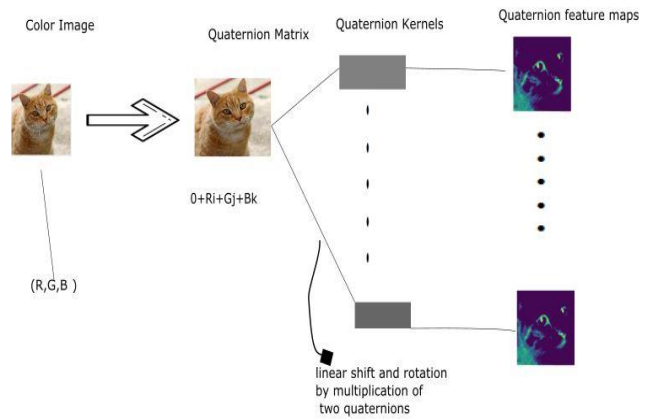 Color Image
Quaternion Matrix
Quaternion Kernels
Quaternion feature maps
0+Ri+Gj+Bk
(R,G,B )
linear shift and rotation
by multiplication of
two quaternions